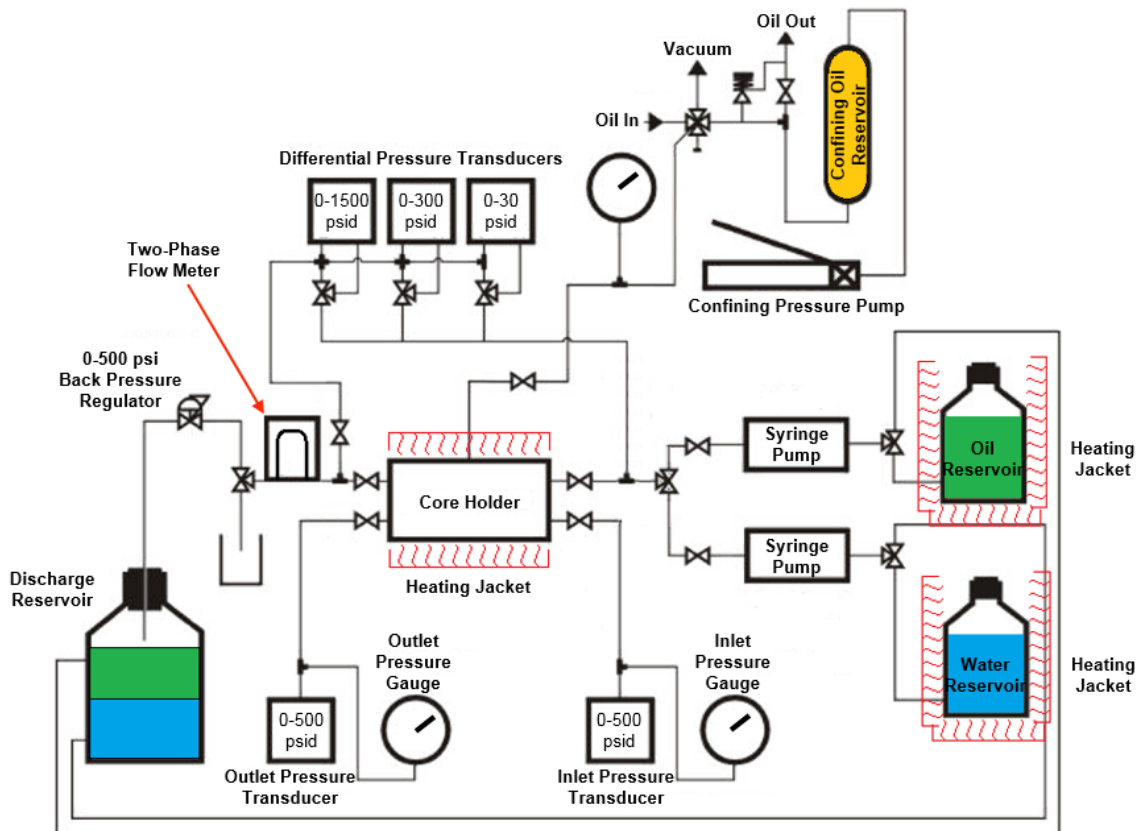 Oil Out
Vacuum
Oil In
Confining Oil
Reservoir
Differential Pressure Transducers
0-1500
psid
0-300
psid
0-30
psid
Two-Phase
Flow Meter
Confining Pressure Pump
0-500 psi
Back Pressure
Regulator
Syringe
Pump
Oil
Reservoir
Heating
Jacket
Core Holder
Syringe
Pump
Heating Jacket
Discharge
Reservoir
Water
Reservoir
Heating
Jacket
Outlet
Pressure
Gauge
Inlet
Pressure
Gauge
0-500
psid
0-500
psid
Outlet Pressure
Transducer
Inlet Pressure
Transducer